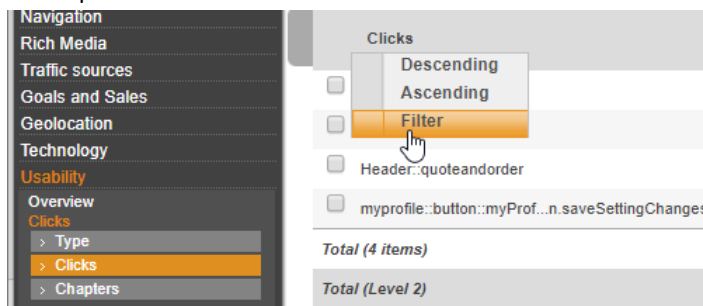 Navigation
Rich Media
Traffic sources
Goals and Sales
Geolocation
Technology
Usability
Overview
Clicks
> Type
> Clicks
> Chapters
Clicks
Descending
Ascending
Filter
Header::quoteandorder
myprofile::button::myProf...n.saveSettingChanges
Total (4 items)
Total (Level 2)